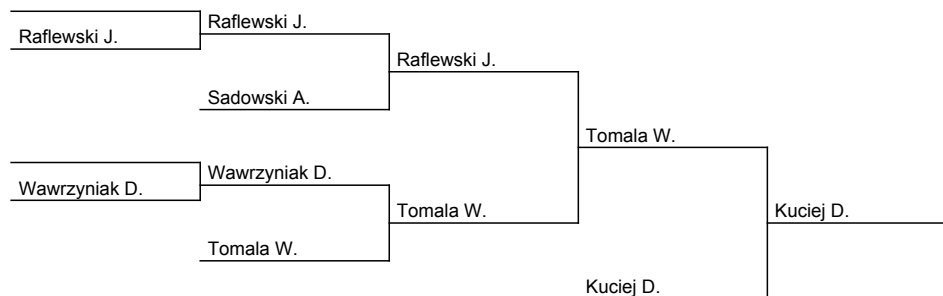 Raflewski J.
Raflewski J.
Raflewski J.
Sadowski A.
Tomala W.
Wawrzyniak D.
Wawrzyniak D.
Tomala W.
Kuciej D.
Tomala W.
Kuciej D.